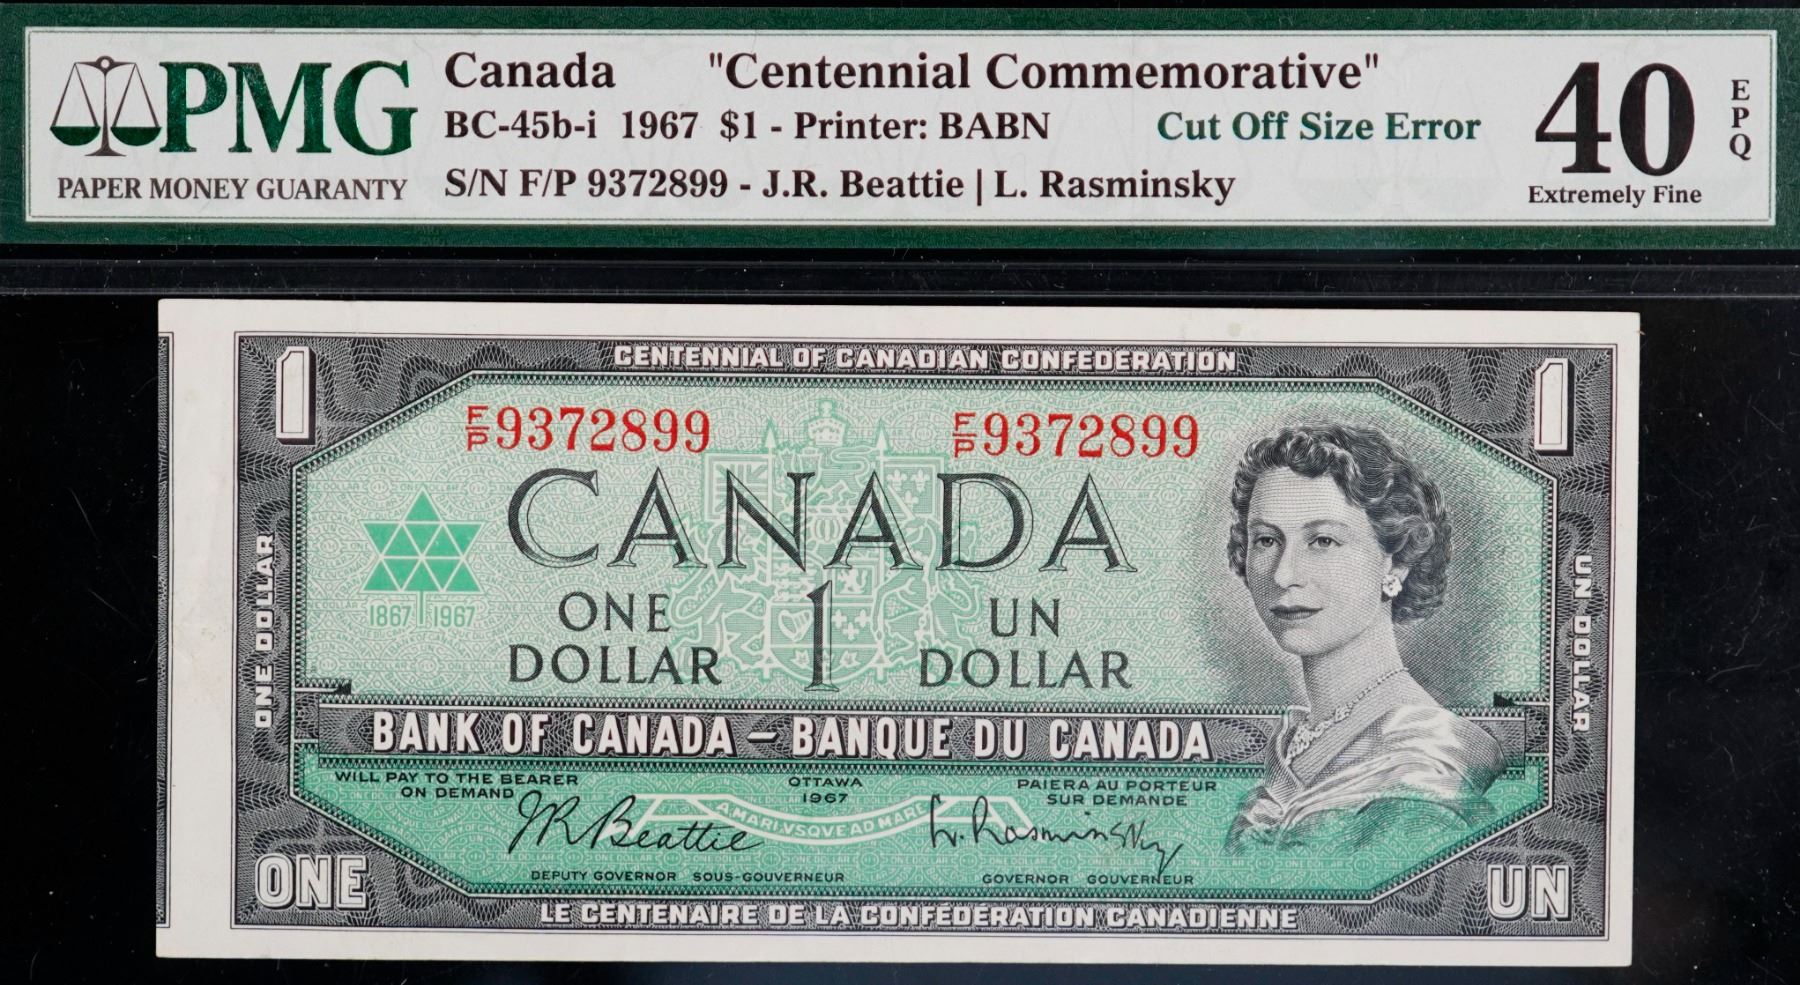 PMG
PAPER MONEY GUARANTY
Canada "Centennial Commemorative"
BC-45b-i 1967 $1 - Printer: BABN Cut Off Size Error
S/N F/P 9372899 - J.R. Beattie | L. Rasminsky
40 EPQ
Extremely Fine
1 CENTENNIAL OF CANADIAN CONFEDERATION 1
F/P 9372899 F/P 9372899
CANADA
1867 1967
ONE DOLLAR 1 UN DOLLAR
ONE DOLLAR
UN DOLLAR
BANK OF CANADA – BANQUE DU CANADA
WILL PAY TO THE BEARER ON DEMAND
OTTAWA 1967
PAIERA AU PORTEUR SUR DEMANDE
A MARI VSQVE AD MARE
JR Beattie L. Rasminsky
DEPUTY GOVERNOR SOUS-GOUVERNEUR GOVERNOR GOUVERNEUR
ONE UN
LE CENTENAIRE DE LA CONFÉDÉRATION CANADIENNE